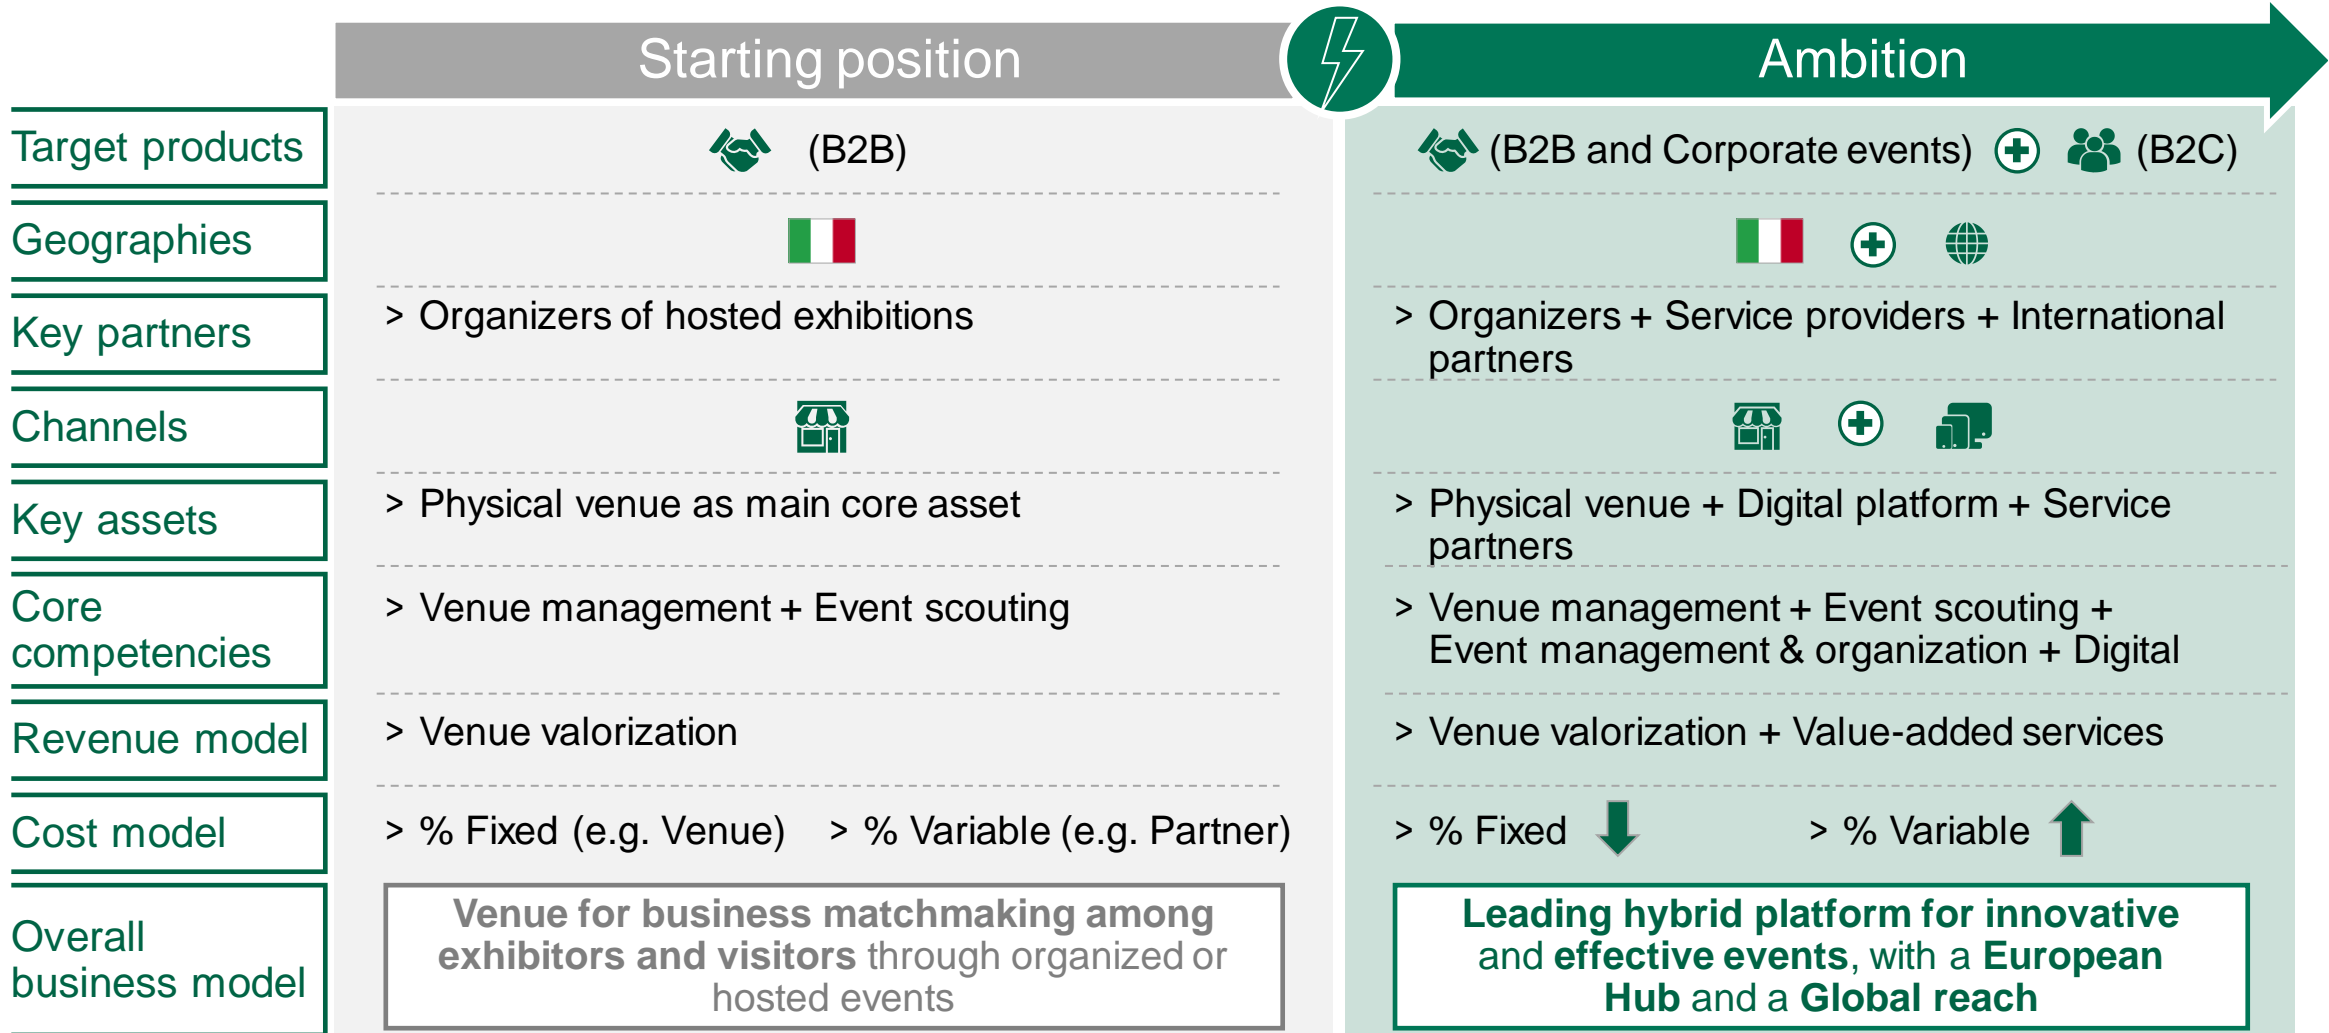 Starting position
Ambition
Target products
(B2B)
(B2B and Corporate events)
(B2C)
Geographies
Key partners
> Organizers of hosted exhibitions
> Organizers + Service providers + International
partners
Channels
Key assets
> Physical venue as main core asset
> Physical venue + Digital platform + Service
partners
Core
competencies
> Venue management + Event scouting
> Venue management + Event scouting +
Event management & organization + Digital
Revenue model
> Venue valorization
> Venue valorization + Value-added services
Cost model
> % Fixed (e.g. Venue)
> % Variable (e.g. Partner)
> % Fixed
> % Variable
Overall
business model
Venue for business matchmaking among
exhibitors and visitors through organized or
hosted events
Leading hybrid platform for innovative
and effective events, with a European
Hub and a Global reach